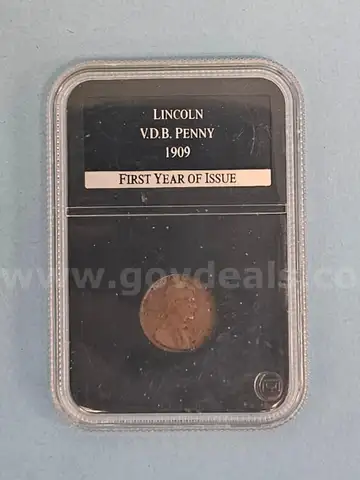 LINCOLN
V.D.B. PENNY
1909
FIRST YEAR OF ISSUE
www.govdeals.co